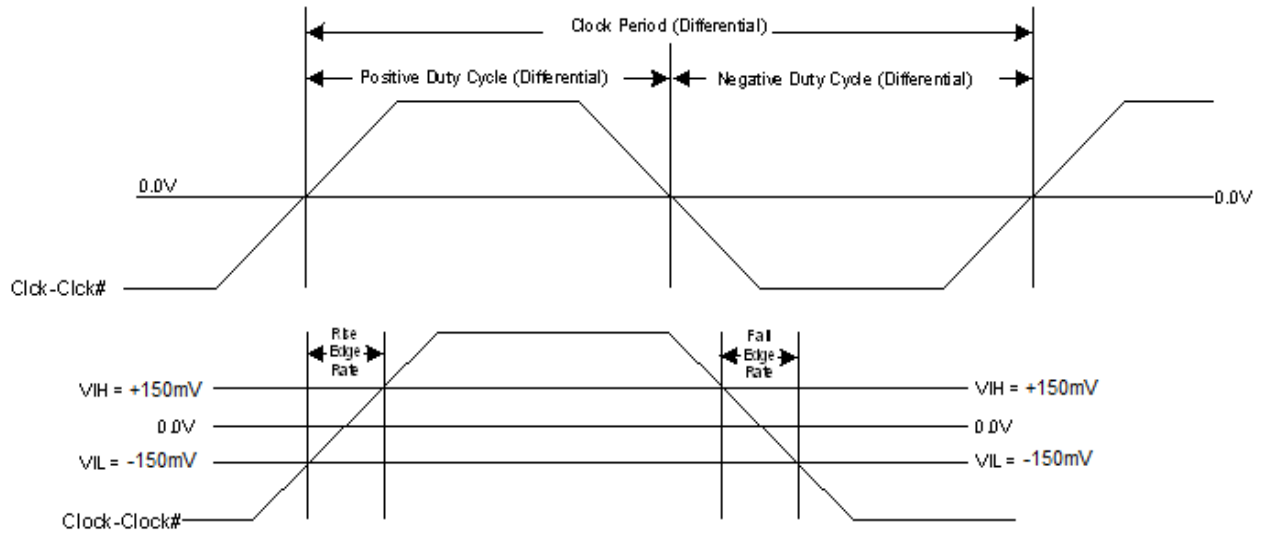 Clock Period (Differential)
Positive Duty Cycle (Differential)
Negative Duty Cycle (Differential)
0.0V
0.0V
Clck-Clck#
Rise
Edge
Rate
Fall
Edge
Rate
VIH = +150mV
VIH = +150mV
0.0V
0.0V
VIL = -150mV
VIL = -150mV
Clock-Clock#